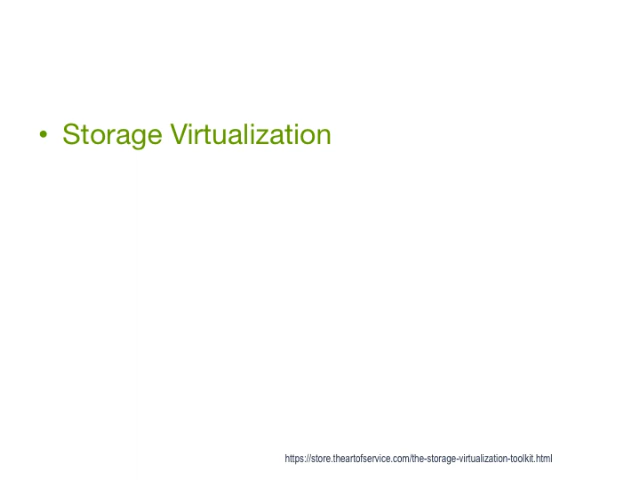 • Storage Virtualization
https://store.theartofservice.com/the-storage-virtualization-toolkit.html